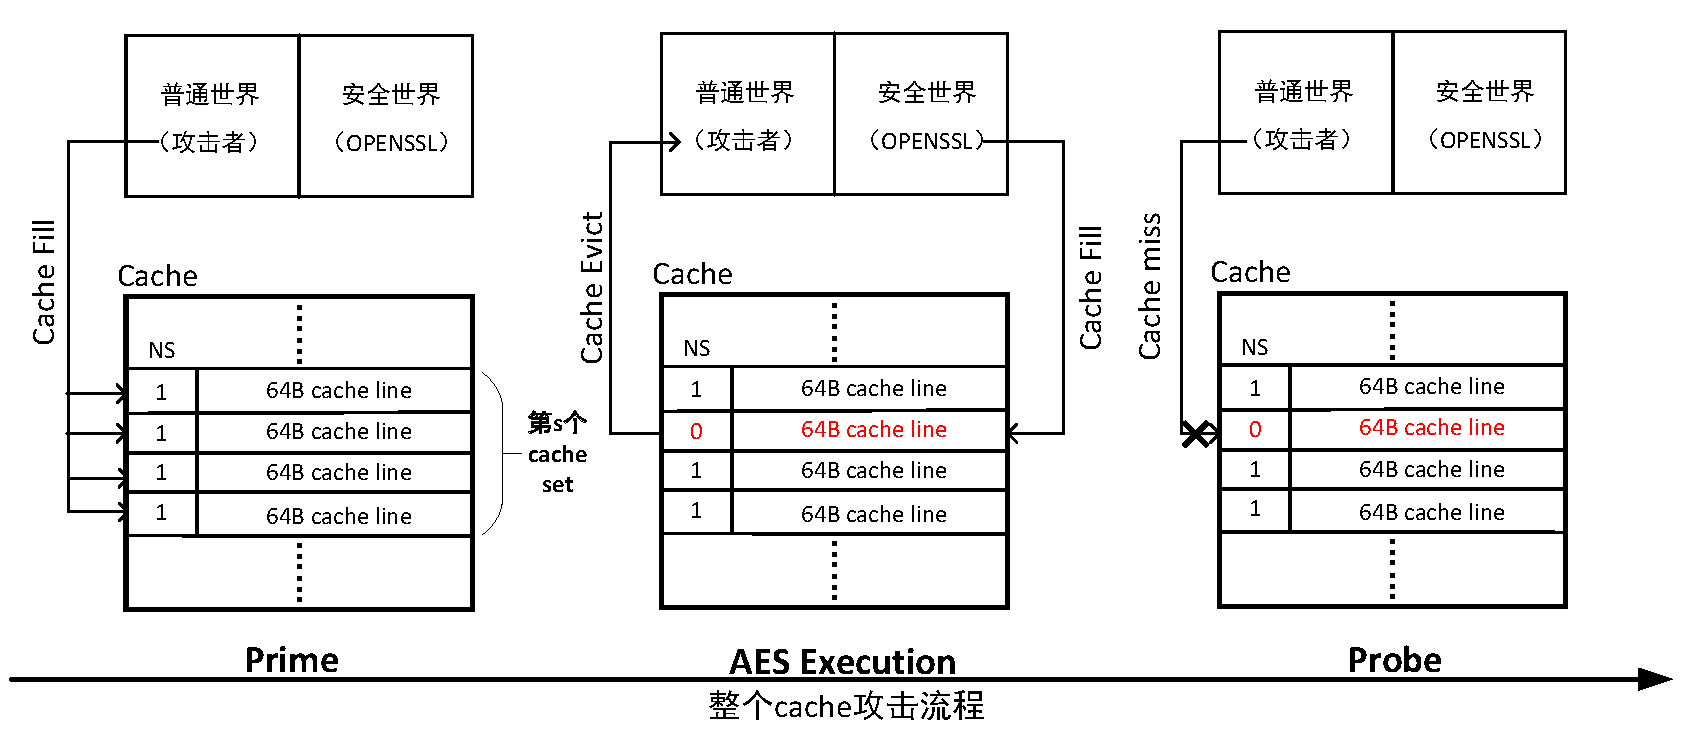 普通世界
（攻击者）
安全世界
（OPENSSL）
Cache Fill
Cache
NS
1
64B cache line
1
64B cache line
1
64B cache line
1
64B cache line
第s个
cache
set
Prime
普通世界
（攻击者）
安全世界
（OPENSSL）
Cache Evict
Cache Fill
Cache
NS
1
64B cache line
0
64B cache line
1
64B cache line
1
64B cache line
AES Execution
普通世界
（攻击者）
安全世界
（OPENSSL）
Cache miss
Cache
NS
1
64B cache line
0
64B cache line
1
64B cache line
1
64B cache line
Probe
整个cache攻击流程